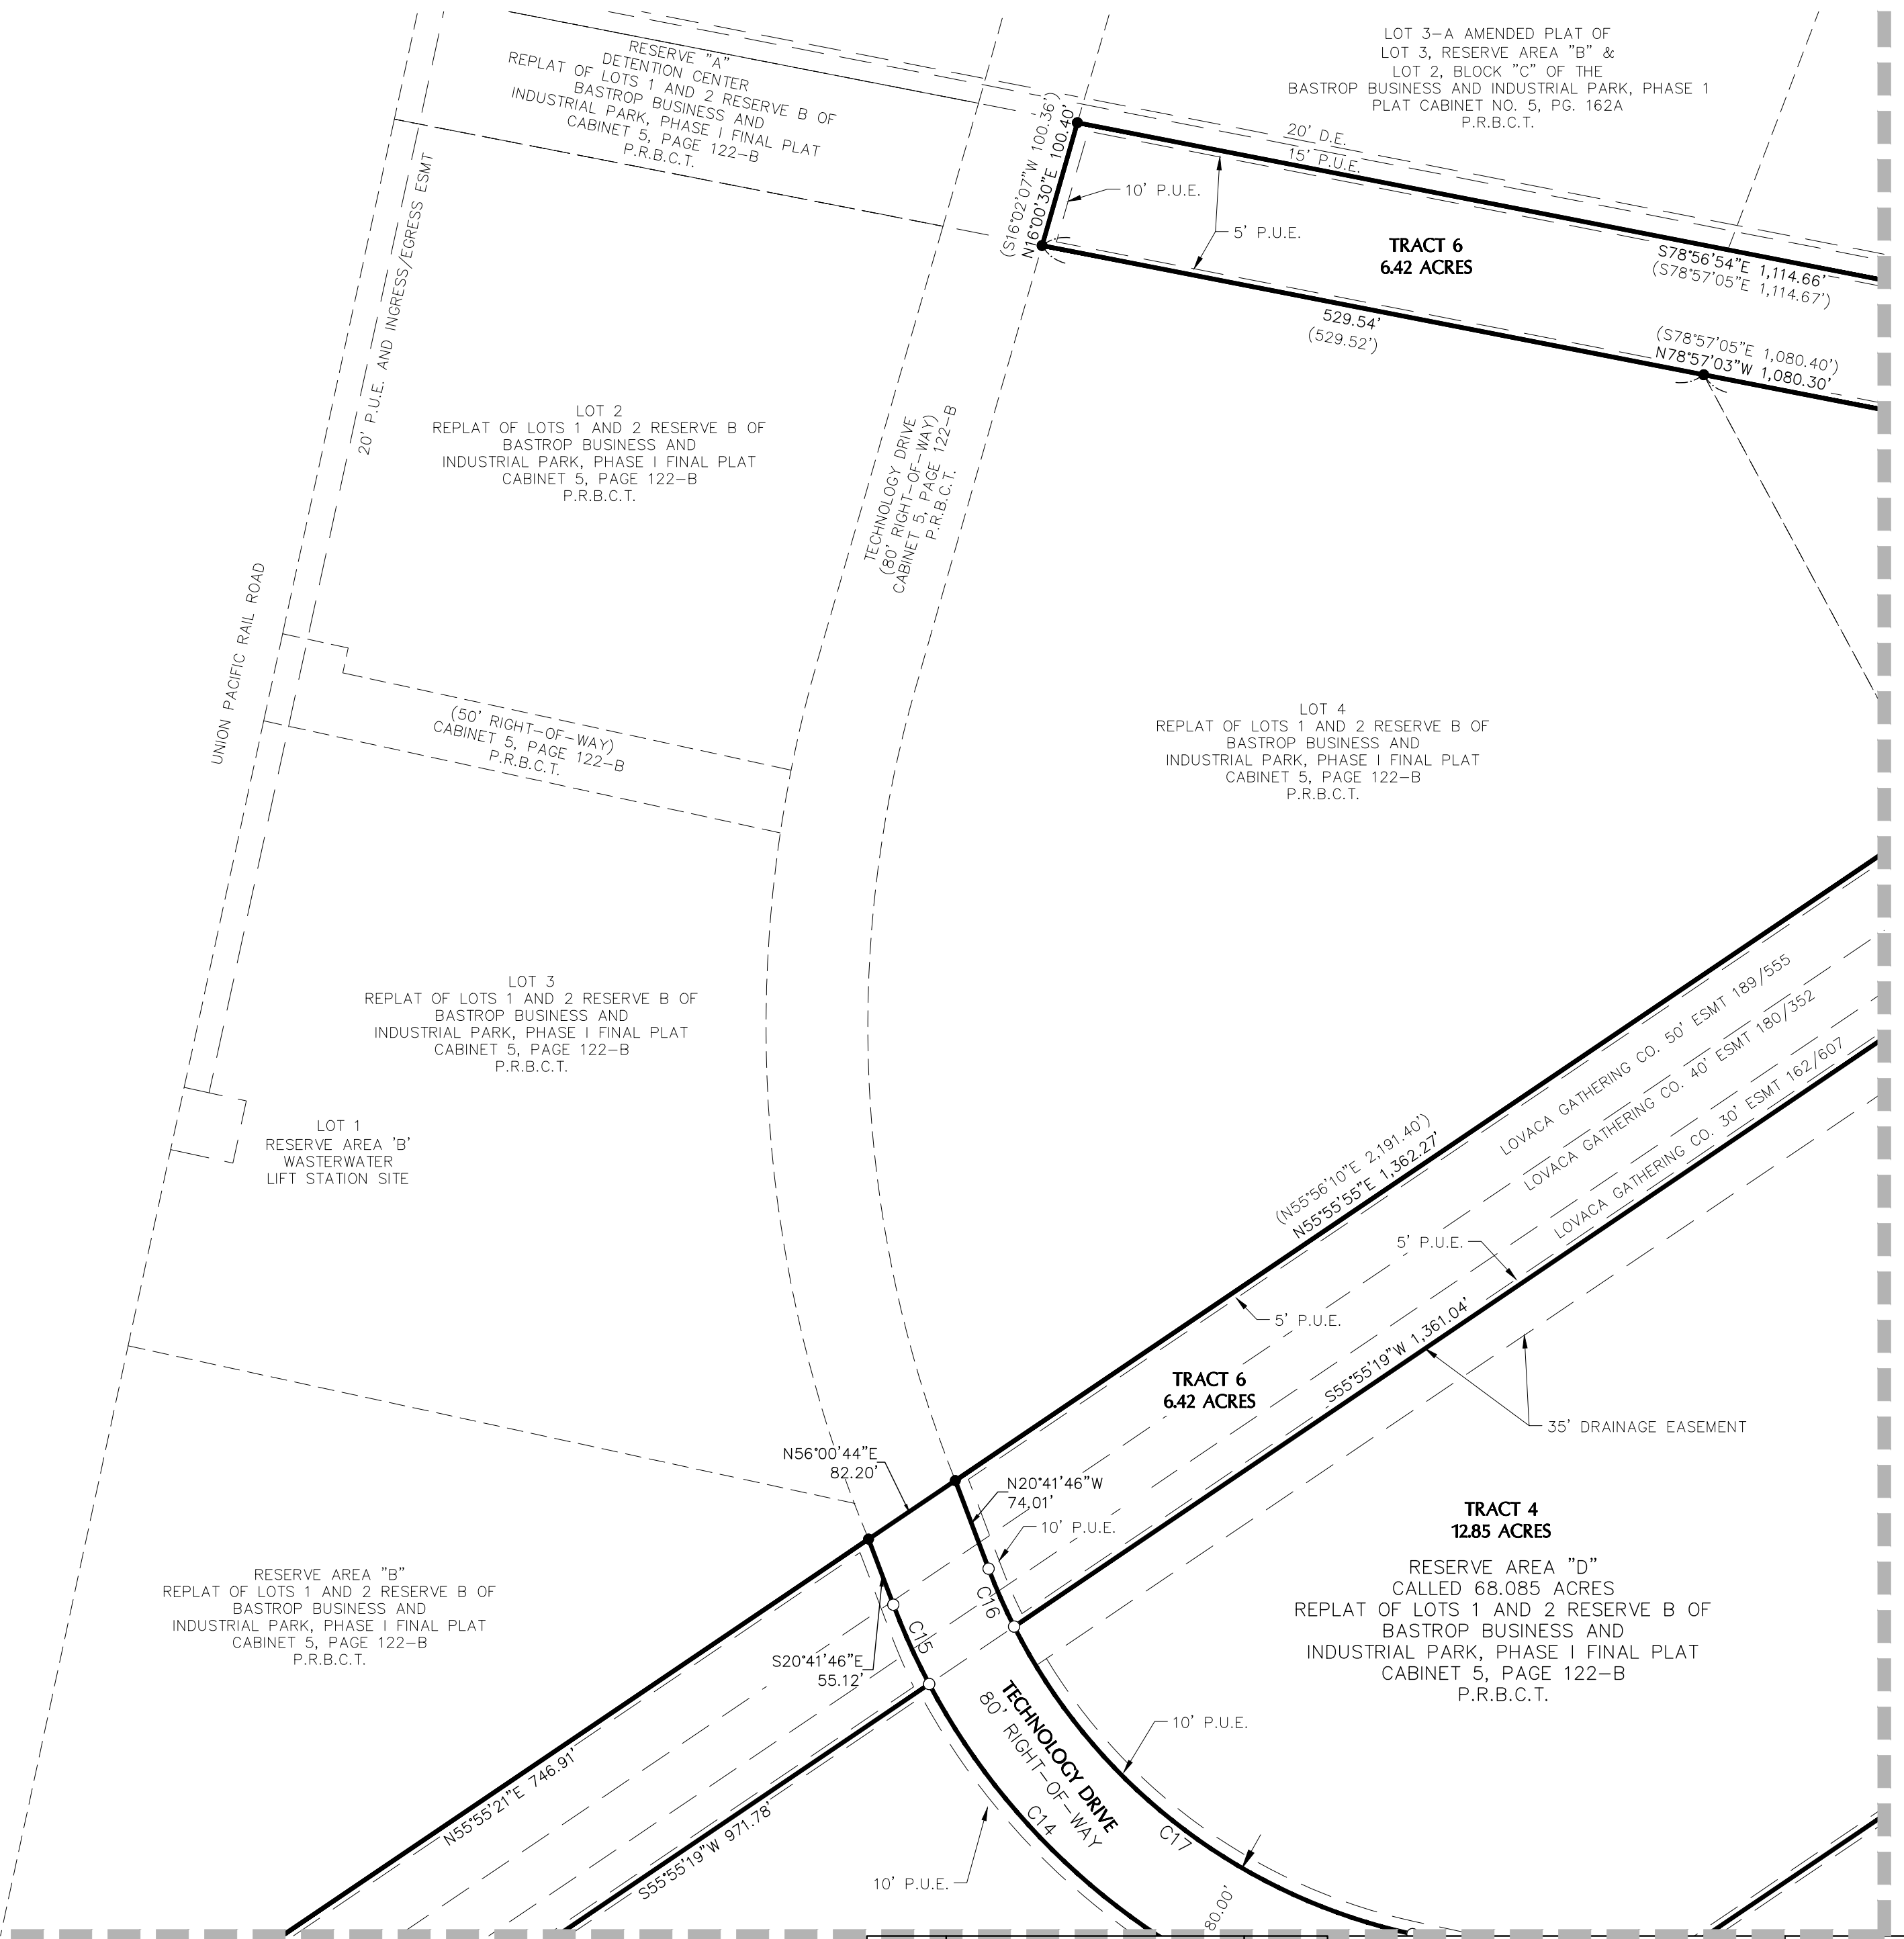 RESERVE "A"
DETENTION CENTER
REPLAT OF LOTS 1 AND 2 RESERVE B OF
BASTROP BUSINESS AND
INDUSTRIAL PARK, PHASE I FINAL PLAT
CABINET 5, PAGE 122-B
P.R.B.C.T.
LOT 3-A AMENDED PLAT OF
LOT 3, RESERVE AREA "B" &
LOT 2, BLOCK "C" OF THE
BASTROP BUSINESS AND INDUSTRIAL PARK, PHASE 1
PLAT CABINET NO. 5, PG. 162A
P.R.B.C.T.
20' D.E.
15' P.U.E.
(S16°02'07"W 100.36')
N16°00'30"E 100.40'
10' P.U.E.
5' P.U.E.
TRACT 6
6.42 ACRES
S78°56'54"E 1,114.66'
(S78°57'05"E 1,114.67')
529.54'
(529.52')
(S78°57'05"E 1,080.40')
N78°57'03"W 1,080.30'
20' P.U.E. AND INGRESS/EGRESS ESMT
LOT 2
REPLAT OF LOTS 1 AND 2 RESERVE B OF
BASTROP BUSINESS AND
INDUSTRIAL PARK, PHASE I FINAL PLAT
CABINET 5, PAGE 122-B
P.R.B.C.T.
TECHNOLOGY DRIVE
(80' RIGHT-OF-WAY)
CABINET 5, PAGE 122-B
P.R.B.C.T.
UNION PACIFIC RAIL ROAD
(50' RIGHT-OF-WAY)
CABINET 5, PAGE 122-B
P.R.B.C.T.
LOT 4
REPLAT OF LOTS 1 AND 2 RESERVE B OF
BASTROP BUSINESS AND
INDUSTRIAL PARK, PHASE I FINAL PLAT
CABINET 5, PAGE 122-B
P.R.B.C.T.
LOT 3
REPLAT OF LOTS 1 AND 2 RESERVE B OF
BASTROP BUSINESS AND
INDUSTRIAL PARK, PHASE I FINAL PLAT
CABINET 5, PAGE 122-B
P.R.B.C.T.
LOT 1
RESERVE AREA 'B'
WASTERWATER
LIFT STATION SITE
LOVACA GATHERING CO. 50' ESMT 189/555
LOVACA GATHERING CO. 40' ESMT 180/352
LOVACA GATHERING CO. 30' ESMT 162/607
(N55°56'10"E 2,191.40')
N55°55'55"E 1,362.27'
5' P.U.E.
5' P.U.E.
S55°55'19"W 1,361.04'
TRACT 6
6.42 ACRES
35' DRAINAGE EASEMENT
N56°00'44"E
82.20'
N20°41'46"W
74.01'
10' P.U.E.
C16
C15
S20°41'46"E
55.12'
TRACT 4
12.85 ACRES
RESERVE AREA "D"
CALLED 68.085 ACRES
REPLAT OF LOTS 1 AND 2 RESERVE B OF
BASTROP BUSINESS AND
INDUSTRIAL PARK, PHASE I FINAL PLAT
CABINET 5, PAGE 122-B
P.R.B.C.T.
RESERVE AREA "B"
REPLAT OF LOTS 1 AND 2 RESERVE B OF
BASTROP BUSINESS AND
INDUSTRIAL PARK, PHASE I FINAL PLAT
CABINET 5, PAGE 122-B
P.R.B.C.T.
TECHNOLOGY DRIVE
80' RIGHT-OF-WAY
10' P.U.E.
C14
C17
N55°55'21"E 746.91'
S55°55'19"W 971.78'
10' P.U.E.
80.00'